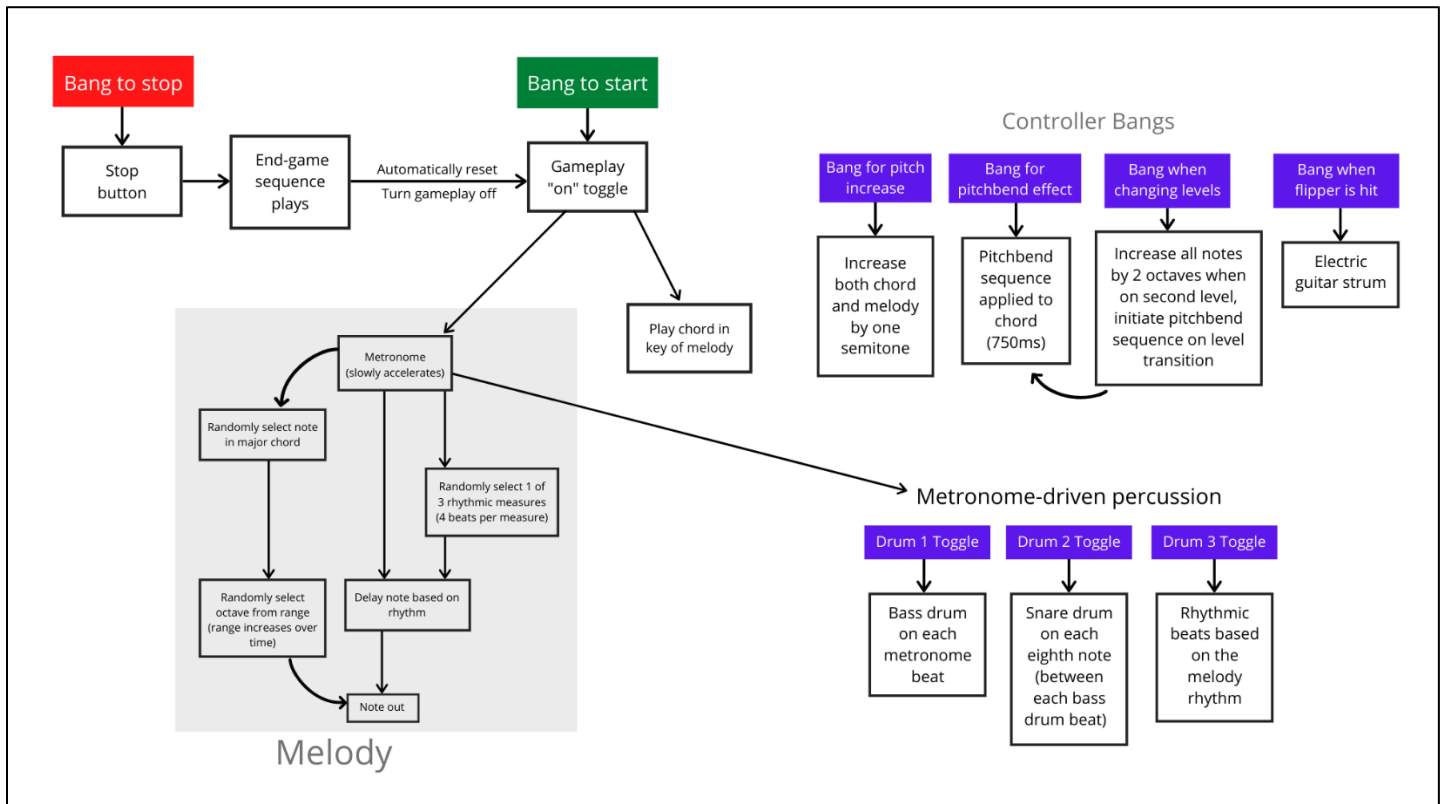 Bang to stop
Bang to start
Stop
button
End-game
sequence
plays
Automatically reset
Turn gameplay off
Gameplay
"on" toggle
Play chord in
key of melody
Metronome
(slowly accelerates)
Randomly select note
in major chord
Randomly select 1 of
3 rhythmic measures
(4 beats per measure)
Randomly select
octave from range
(range increases over
time)
Delay note based on
rhythm
Note out
Melody
Controller Bangs
Bang for pitch
increase
Increase
both chord
and melody
by one
semitone
Bang for
pitchbend effect
Pitchbend
sequence
applied to
chord
(750ms)
Bang when
changing levels
Increase all notes
by 2 octaves when
on second level,
initiate pitchbend
sequence on level
transition
Bang when
flipper is hit
Electric
guitar strum
Metronome-driven percussion
Drum 1 Toggle
Bass drum
on each
metronome
beat
Drum 2 Toggle
Snare drum
on each
eighth note
(between
each bass
drum beat)
Drum 3 Toggle
Rhythmic
beats based
on the
melody
rhythm